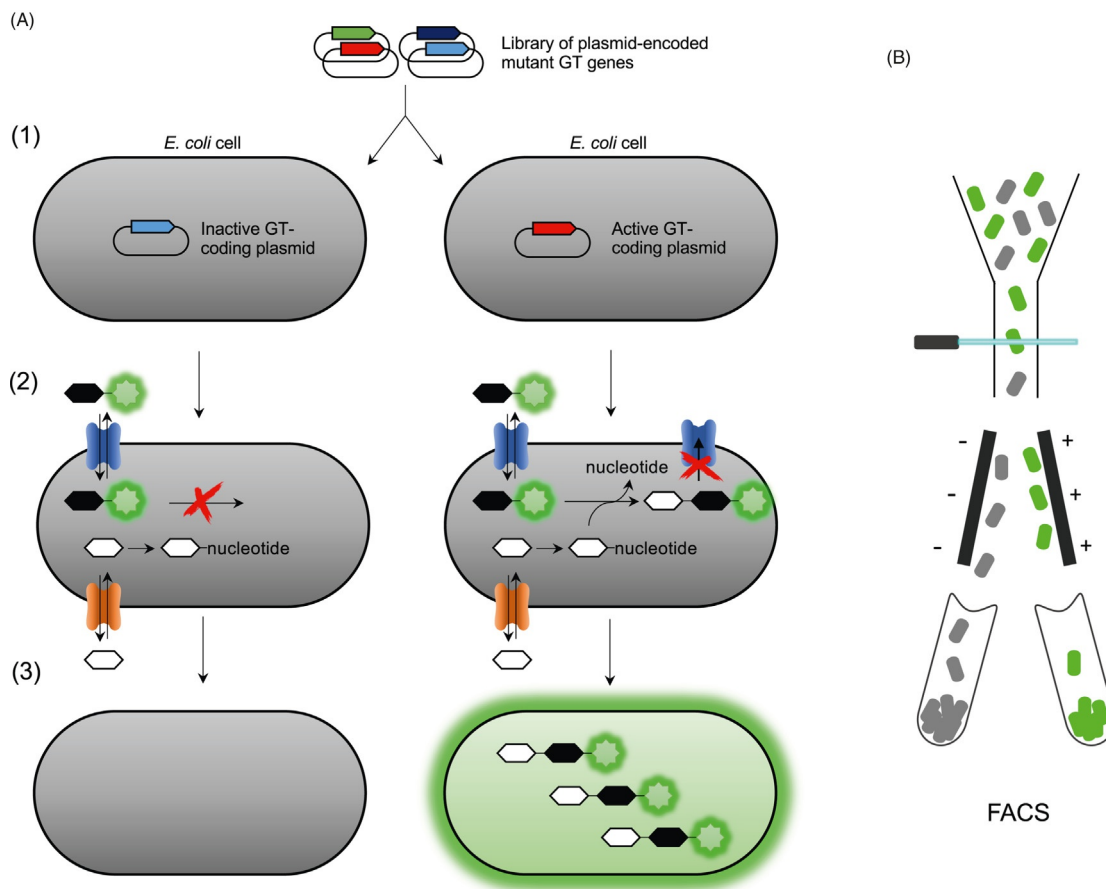 (A)
Library of plasmid-encoded
mutant GT genes
(B)
(1)
E. coli cell
E. coli cell
Inactive GT-
coding plasmid
Active GT-
coding plasmid
(2)
nucleotide
nucleotide
nucleotide
- +
- +
- +
(3)
FACS